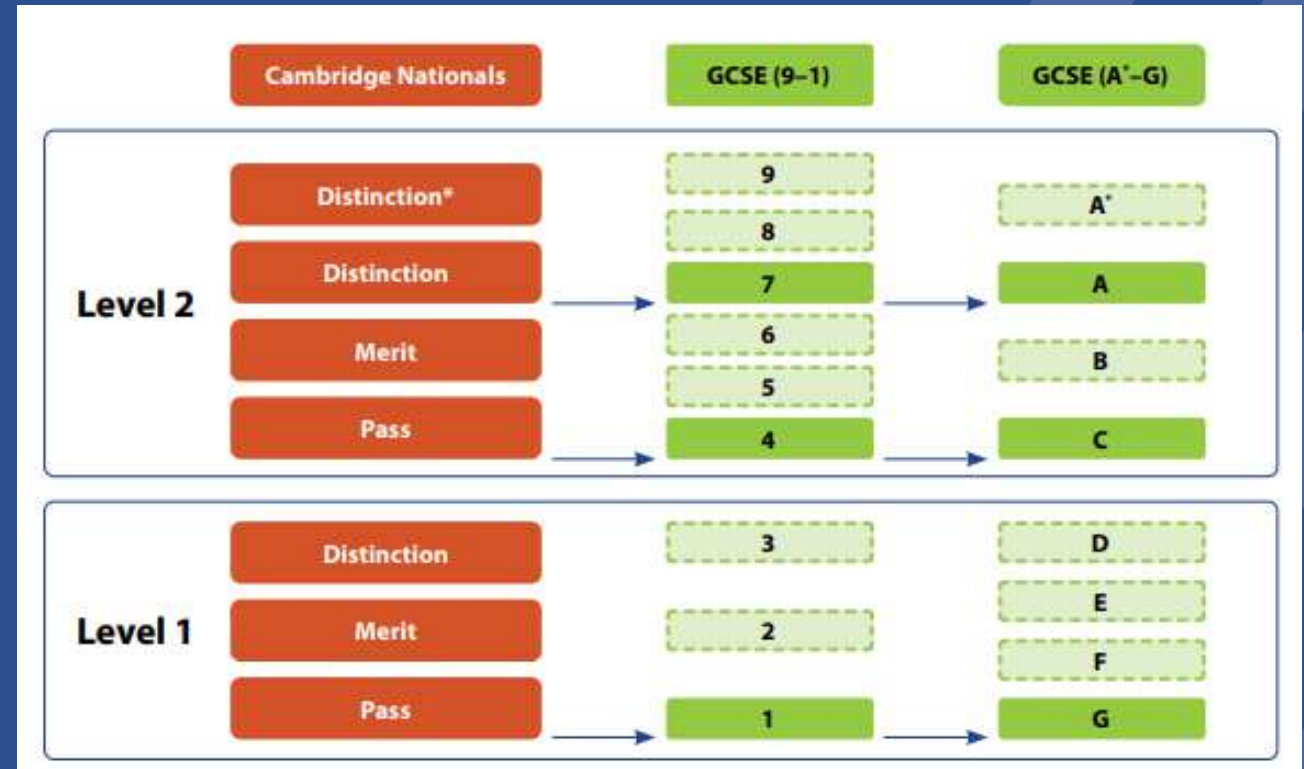 Cambridge Nationals
GCSE (9–1)
GCSE (A*–G)
Level 2
Distinction*
Distinction
Merit
Pass
9
8
7
6
5
4
A*
A
B
C
Level 1
Distinction
Merit
Pass
3
2
1
D
E
F
G